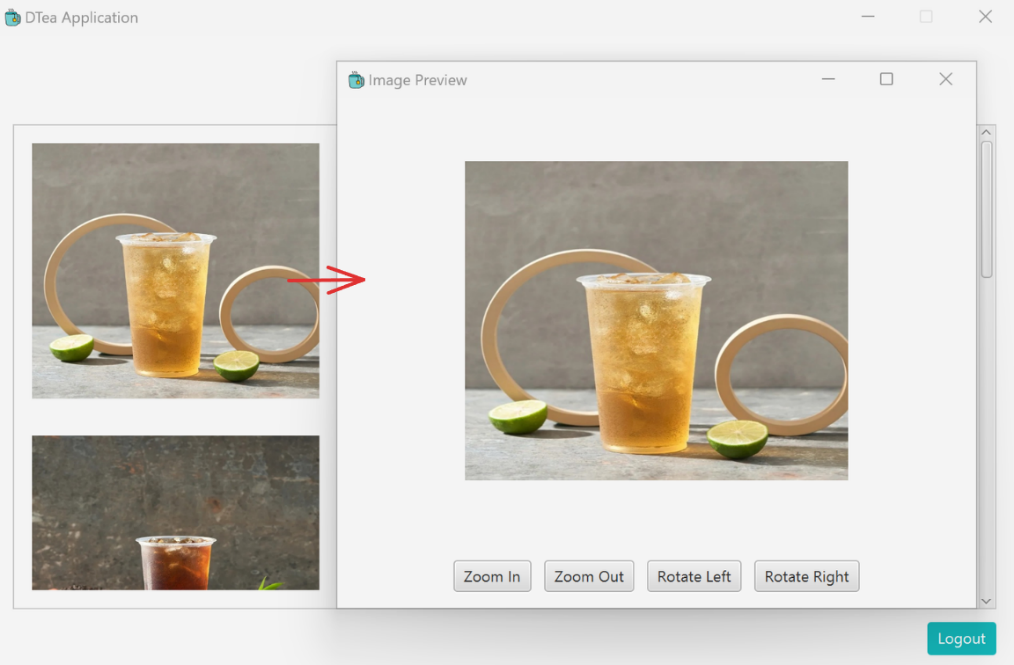 DTea Application
Image Preview
Zoom In
Zoom Out
Rotate Left
Rotate Right
Logout